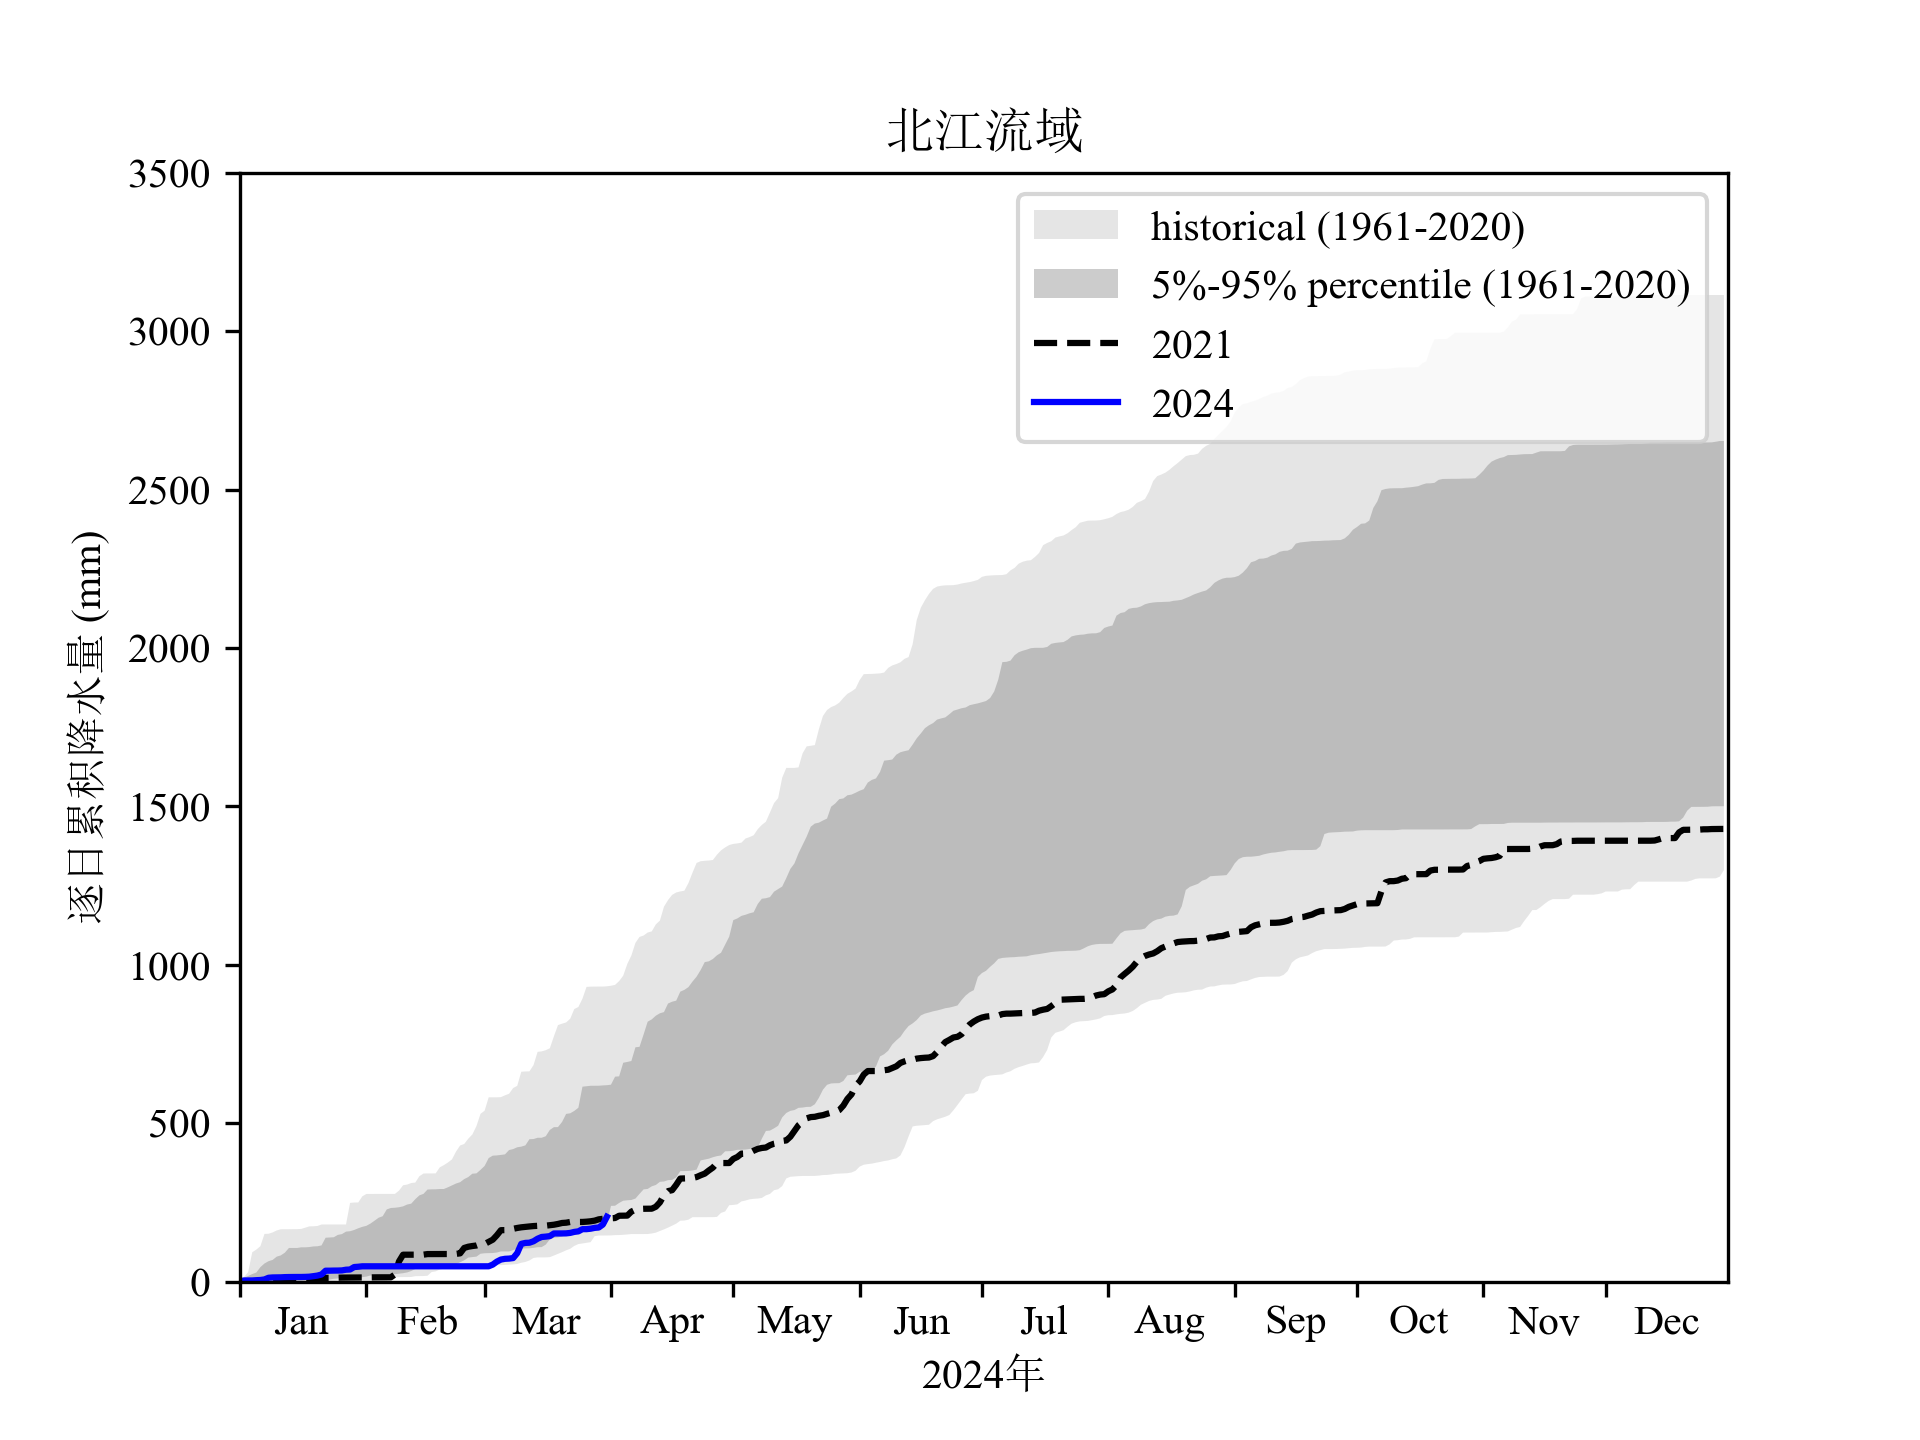 北江流域
3500
3000
2500
2000
1500
1000
500
0
逐日累积降水量 (mm)
historical (1961-2020)
5%-95% percentile (1961-2020)
2021
2024
Jan Feb Mar Apr May Jun Jul Aug Sep Oct Nov Dec
2024年